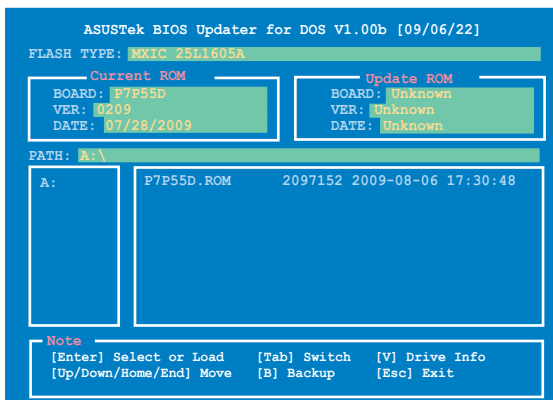 ASUSTek BIOS Updater for DOS V1.00b [09/06/22]
FLASH TYPE: MXIC 25L1605A
Current ROM
BOARD: P7P55D
VER: 0209
DATE: 07/28/2009
Update ROM
BOARD: Unknown
VER: Unknown
DATE: Unknown
PATH: A:\
A:
P7P55D.ROM 2097152 2009-08-06 17:30:48
Note
[Enter] Select or Load [Tab] Switch [V] Drive Info
[Up/Down/Home/End] Move [B] Backup [Esc] Exit